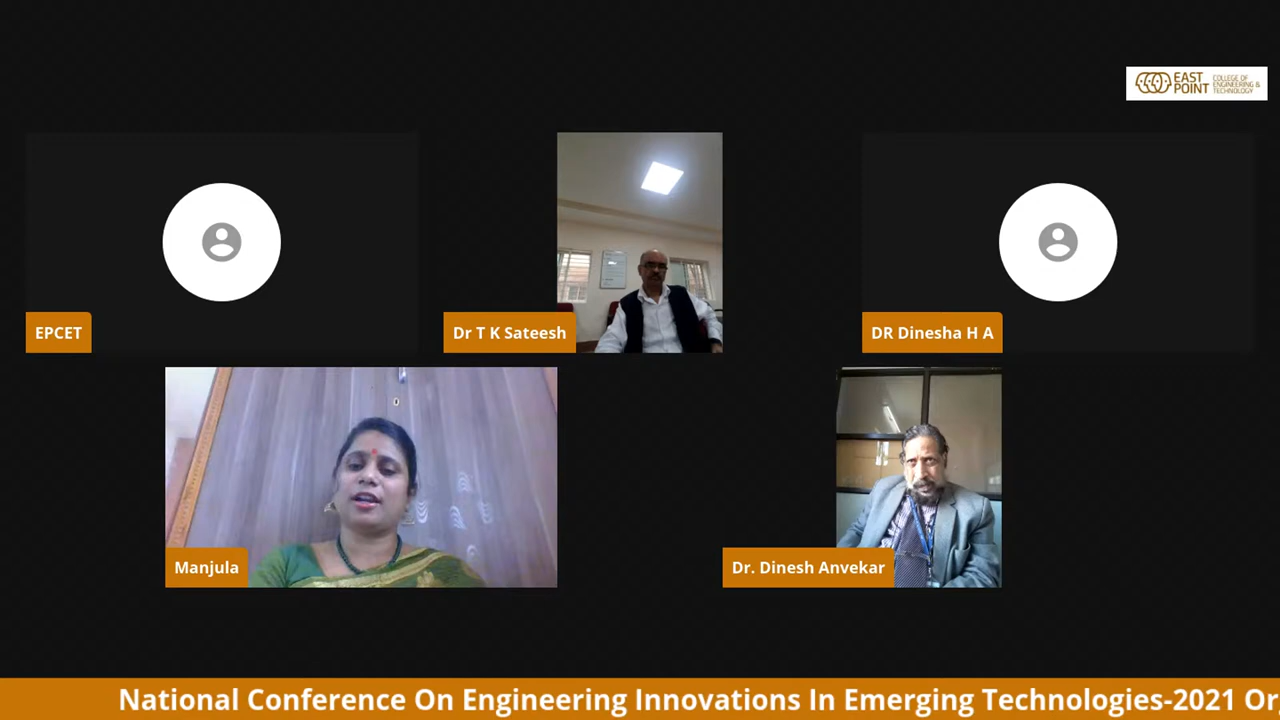 EAST
POINT
COLLEGE OF
ENGINEERING &
TECHNOLOGY
EPCET
Dr T K Sateesh
DR Dinesha H A
Manjula
Dr. Dinesh Anvekar
National Conference On Engineering Innovations In Emerging Technologies-2021 Or